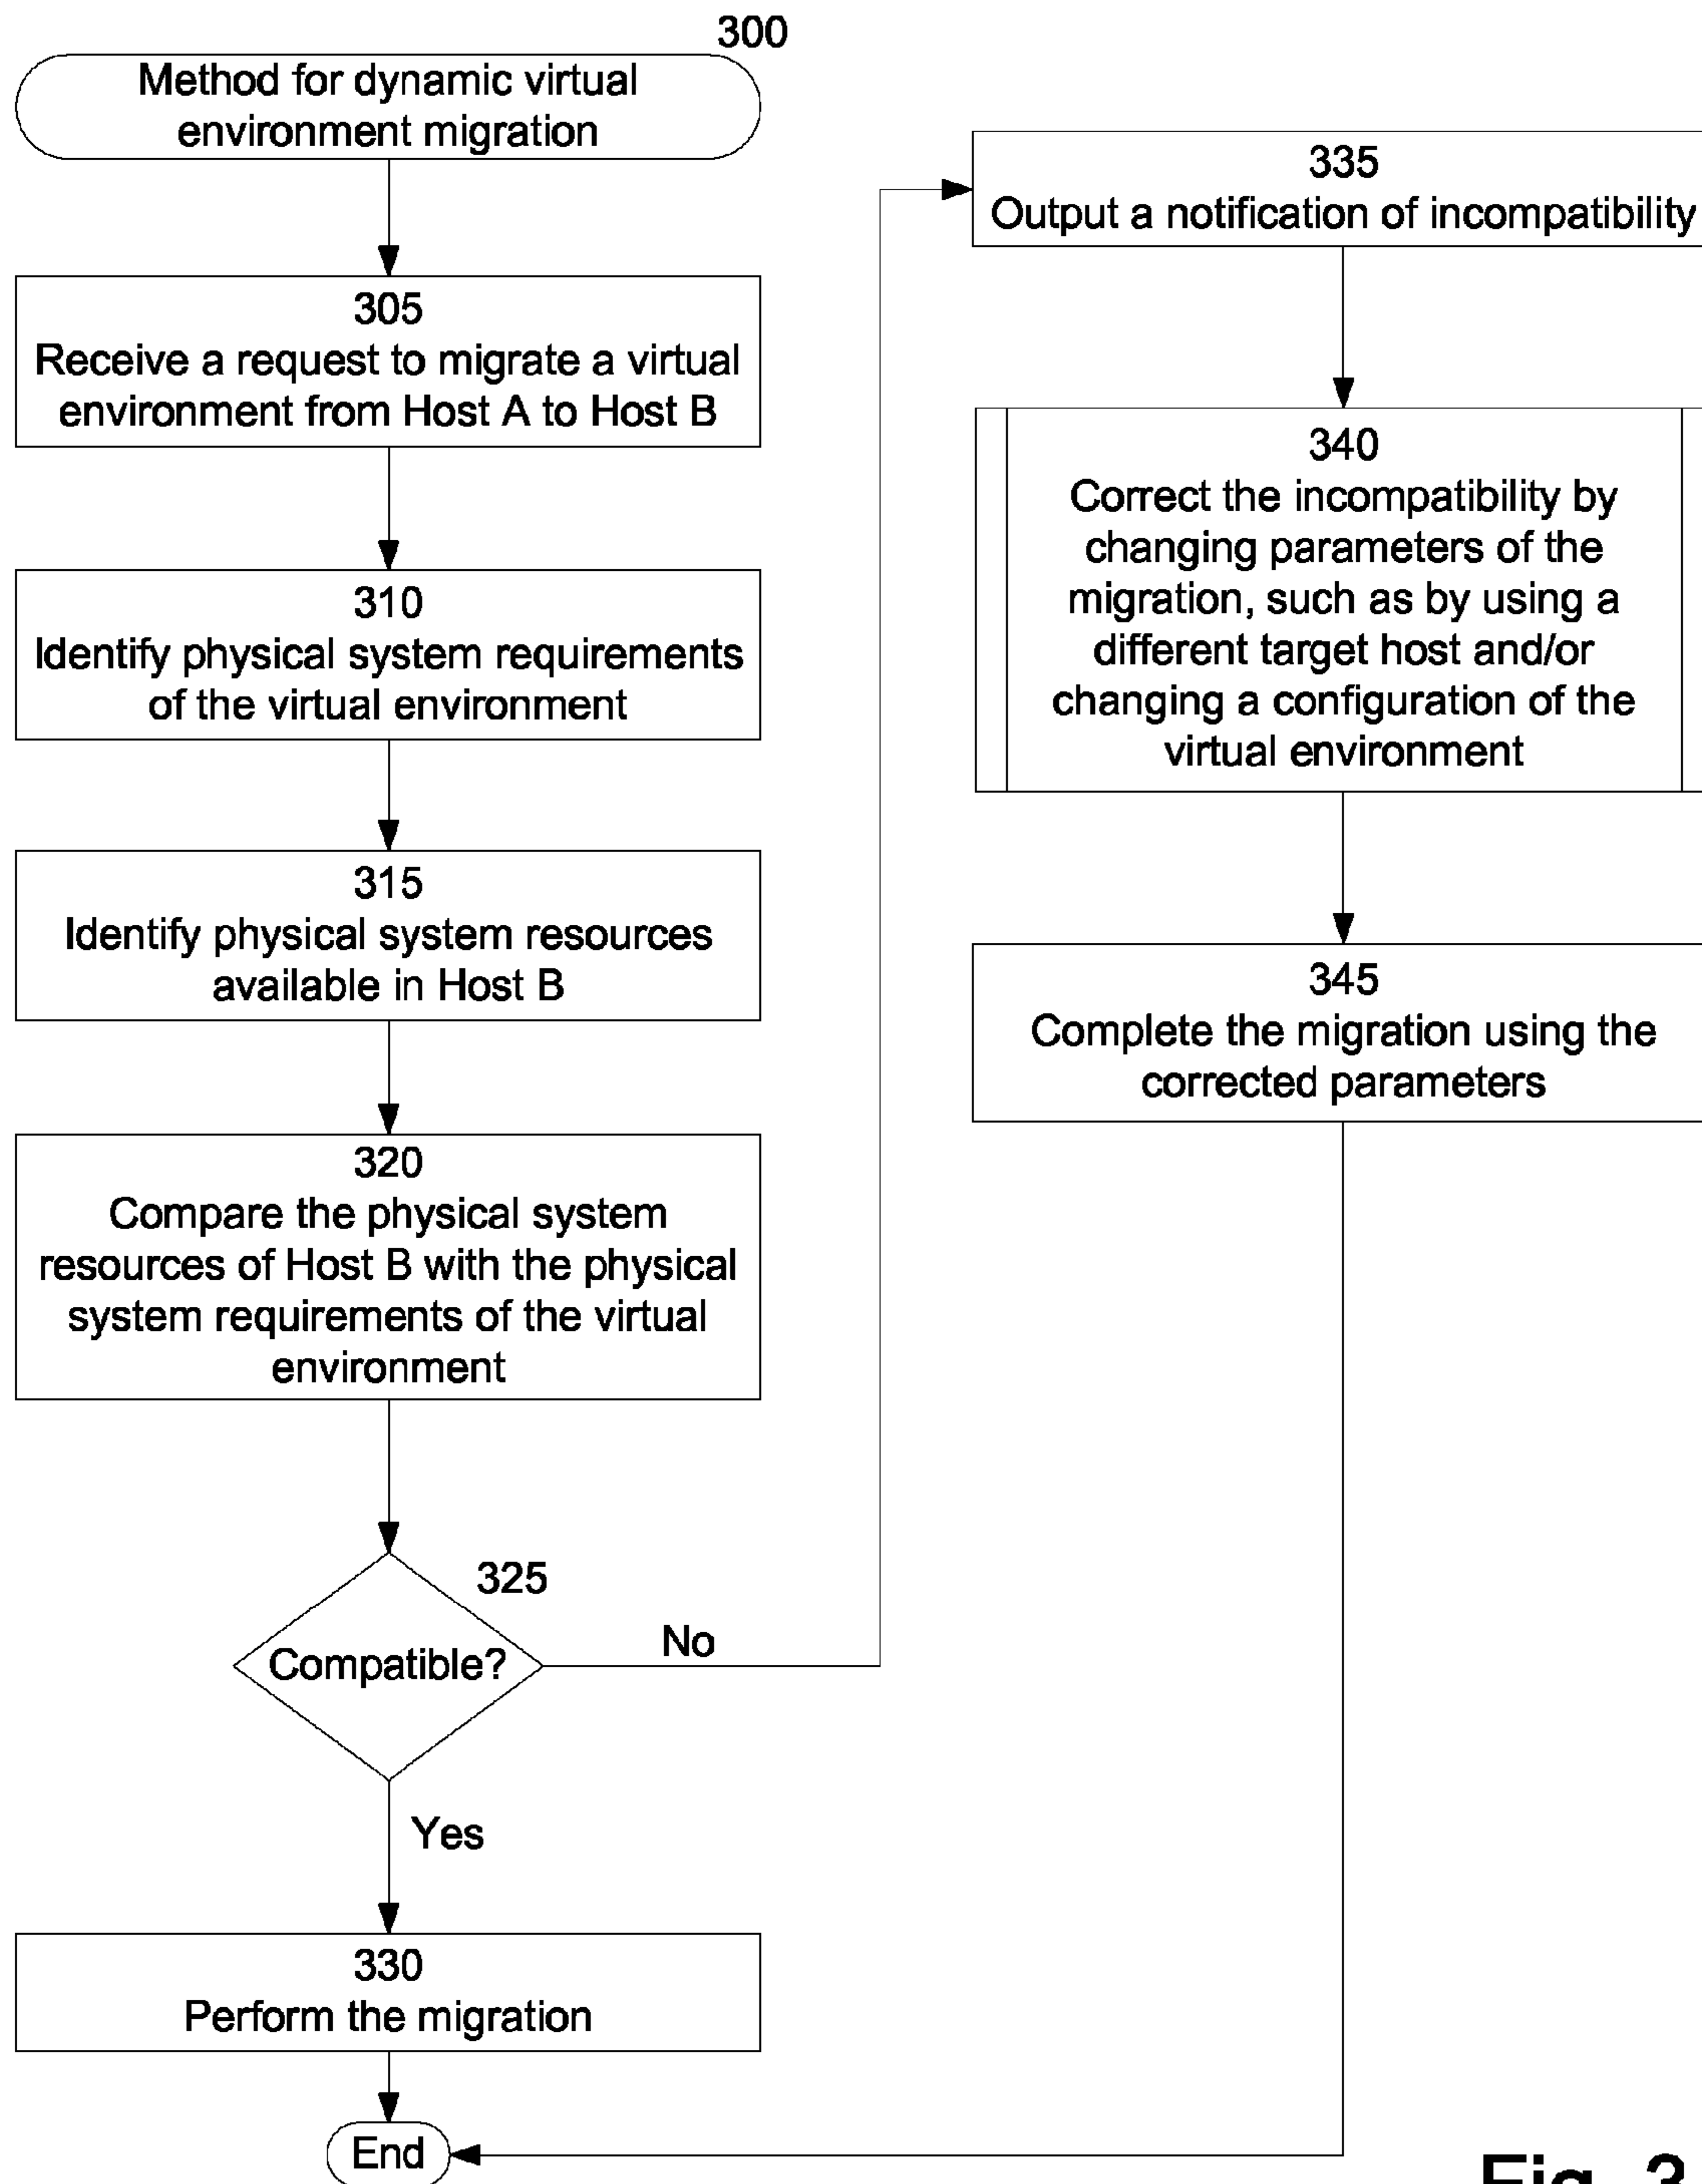 300
Method for dynamic virtual
environment migration
305
Receive a request to migrate a virtual
environment from Host A to Host B
310
Identify physical system requirements
of the virtual environment
315
Identify physical system resources
available in Host B
320
Compare the physical system
resources of Host B with the physical
system requirements of the virtual
environment
325
Compatible?
No
Yes
330
Perform the migration
End
335
Output a notification of incompatibility
340
Correct the incompatibility by
changing parameters of the
migration, such as by using a
different target host and/or
changing a configuration of the
virtual environment
345
Complete the migration using the
corrected parameters
Fig. 3